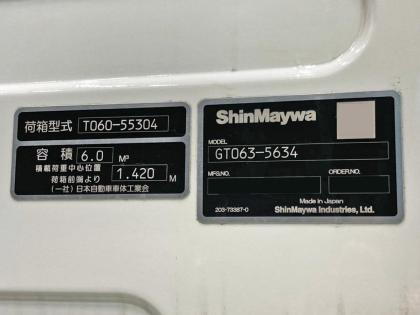 荷箱型式 T060-55304
容積 6.0 M³
積載荷重中心位置
荷箱前端より 1.420 M
(一社)日本自動車車体工業会
ShinMaywa
MODEL
GT063-5634
MFG.NO. ORDER.NO.
Made in Japan
203-73387-0 ShinMaywa Industries, Ltd.